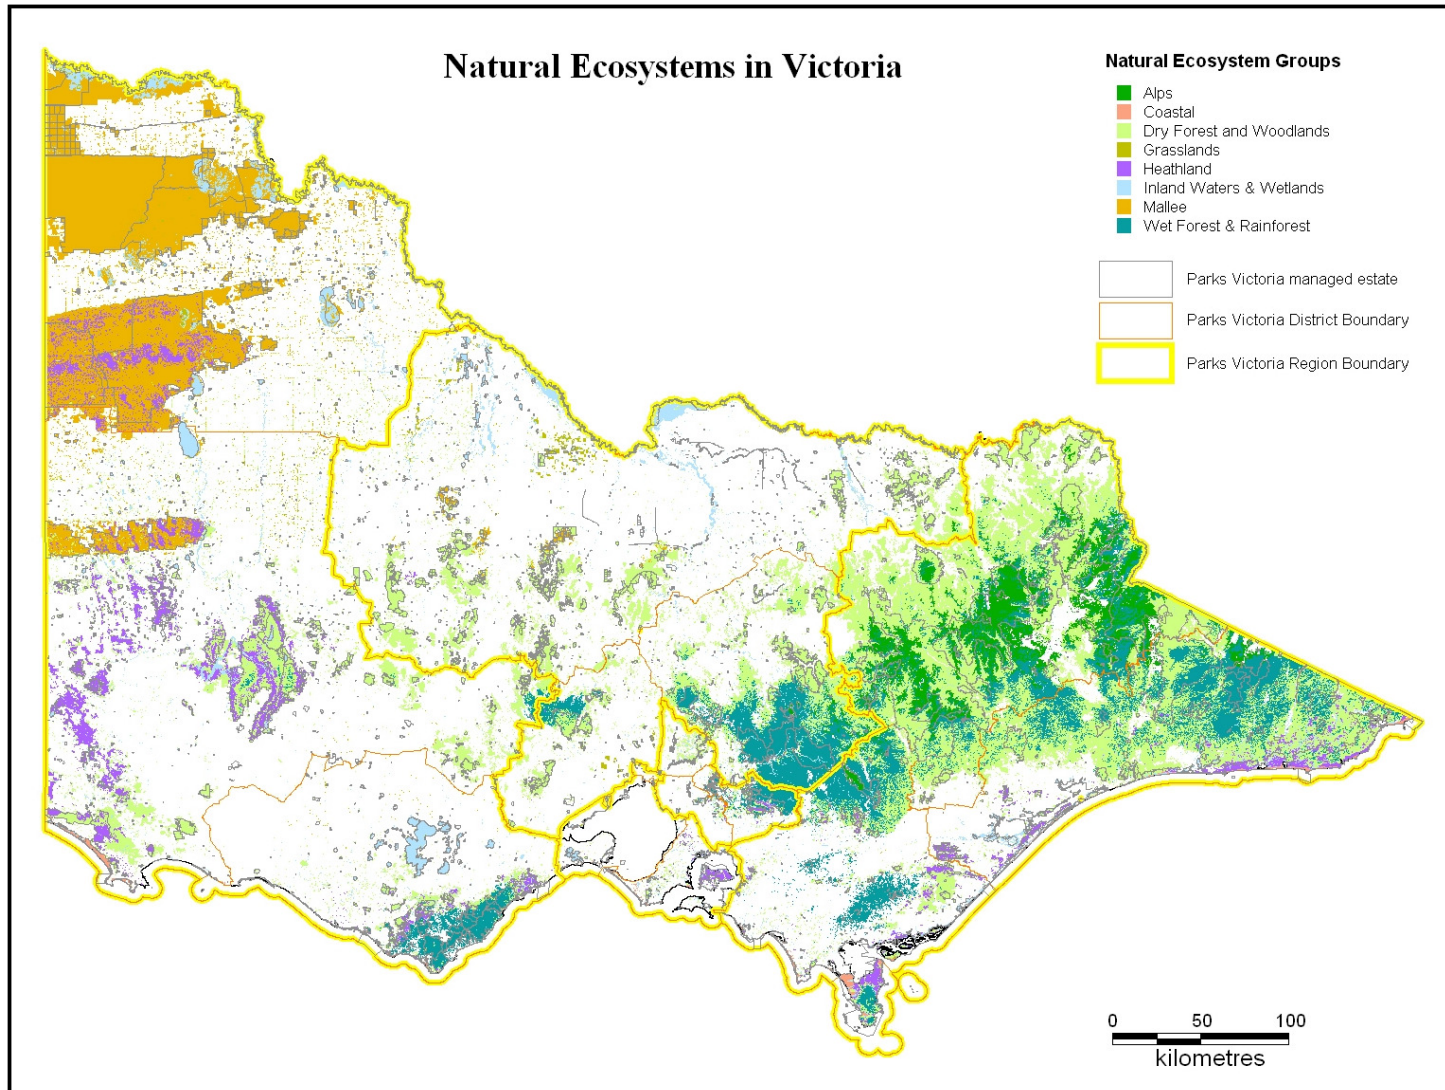 Natural Ecosystems in Victoria
Natural Ecosystem Groups
Alps
Coastal
Dry Forest and Woodlands
Grasslands
Heathland
Inland Waters & Wetlands
Mallee
Wet Forest & Rainforest
Parks Victoria managed estate
Parks Victoria District Boundary
Parks Victoria Region Boundary
0 50 100
kilometres